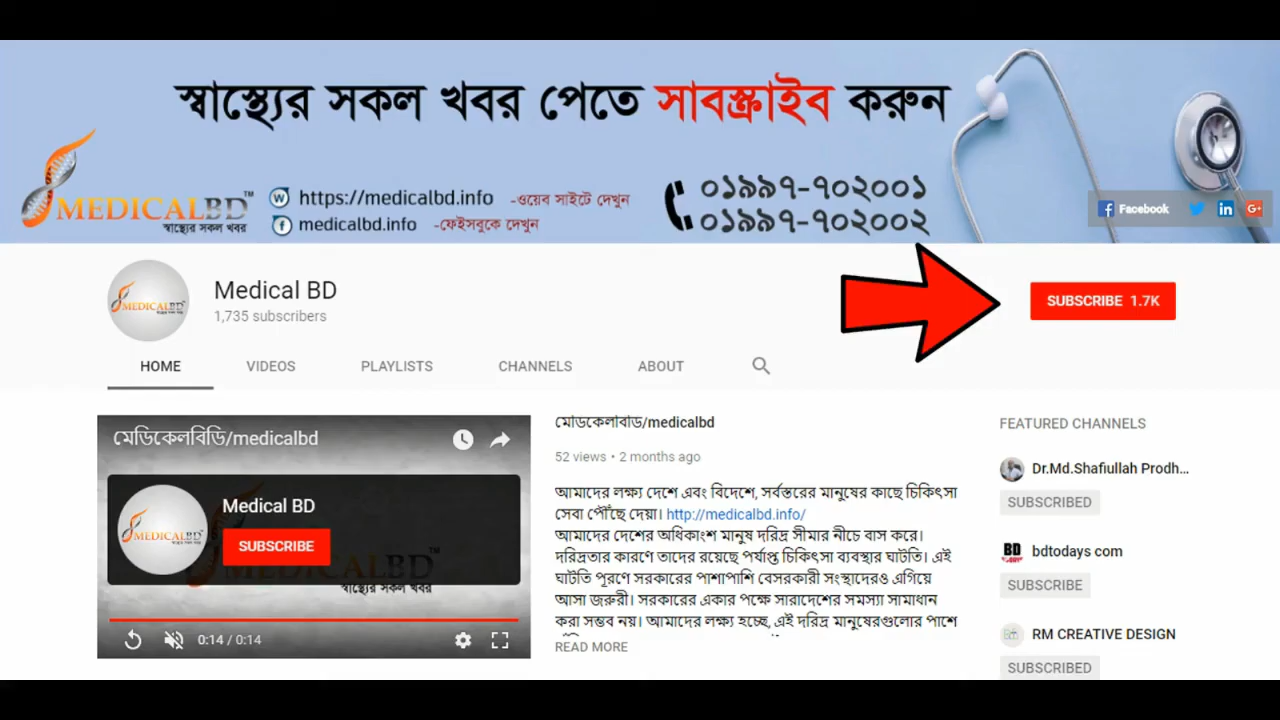 স্বাস্থ্যের সকল খবর পেতে সাবস্ক্রাইব করুন
MEDICALBD™
স্বাস্থ্যের সকল খবর
https://medicalbd.info -ওয়েব সাইটে দেখুন
medicalbd.info -ফেইসবুকে দেখুন
০১৯৯৭-৭০২০০১
০১৯৯৭-৭০২০০২
Facebook
Medical BD
1,735 subscribers
SUBSCRIBE 1.7K
HOME VIDEOS PLAYLISTS CHANNELS ABOUT
মেডিকেলবিডি/medicalbd
Medical BD
SUBSCRIBE
স্বাস্থ্যের সকল খবর
0:14 / 0:14
মেডিকেলবিডি/medicalbd
52 views • 2 months ago
আমাদের লক্ষ্য দেশে এবং বিদেশে, সর্বস্তরের মানুষের কাছে চিকিৎসা
সেবা পৌঁছে দেয়া। http://medicalbd.info/
আমাদের দেশের অধিকাংশ মানুষ দরিদ্র সীমার নীচে বাস করে।
দরিদ্রতার কারণে তাদের রয়েছে পর্যাপ্ত চিকিৎসা ব্যবস্থার ঘাটতি। এই
ঘাটতি পূরণে সরকারের পাশাপাশি বেসরকারী সংস্থাদেরও এগিয়ে
আসা জরুরী। সরকারের একার পক্ষে সারাদেশের সমস্যা সামাধান
করা সম্ভব নয়। আমাদের লক্ষ্য হচ্ছে, এই দরিদ্র মানুষেরগুলোর পাশে
READ MORE
FEATURED CHANNELS
Dr.Md.Shafiullah Prodh...
SUBSCRIBED
bdtodays com
SUBSCRIBE
RM CREATIVE DESIGN
SUBSCRIBED